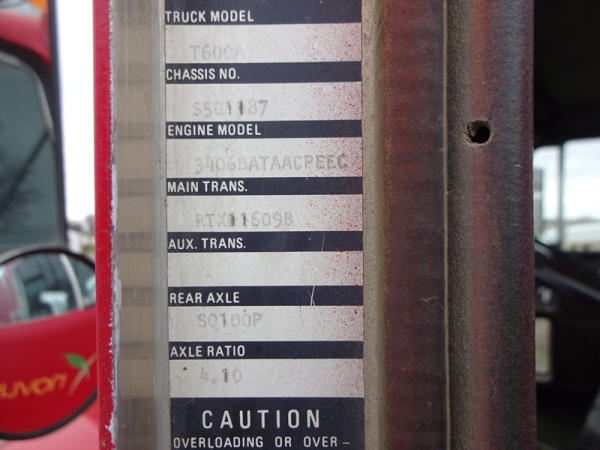 TRUCK MODEL
T600A
CHASSIS NO.
S501187
ENGINE MODEL
3406BATAACPEEC
MAIN TRANS.
RTX11609B
AUX. TRANS.
REAR AXLE
SQ100P
AXLE RATIO
4.10
CAUTION
OVERLOADING OR OVER-